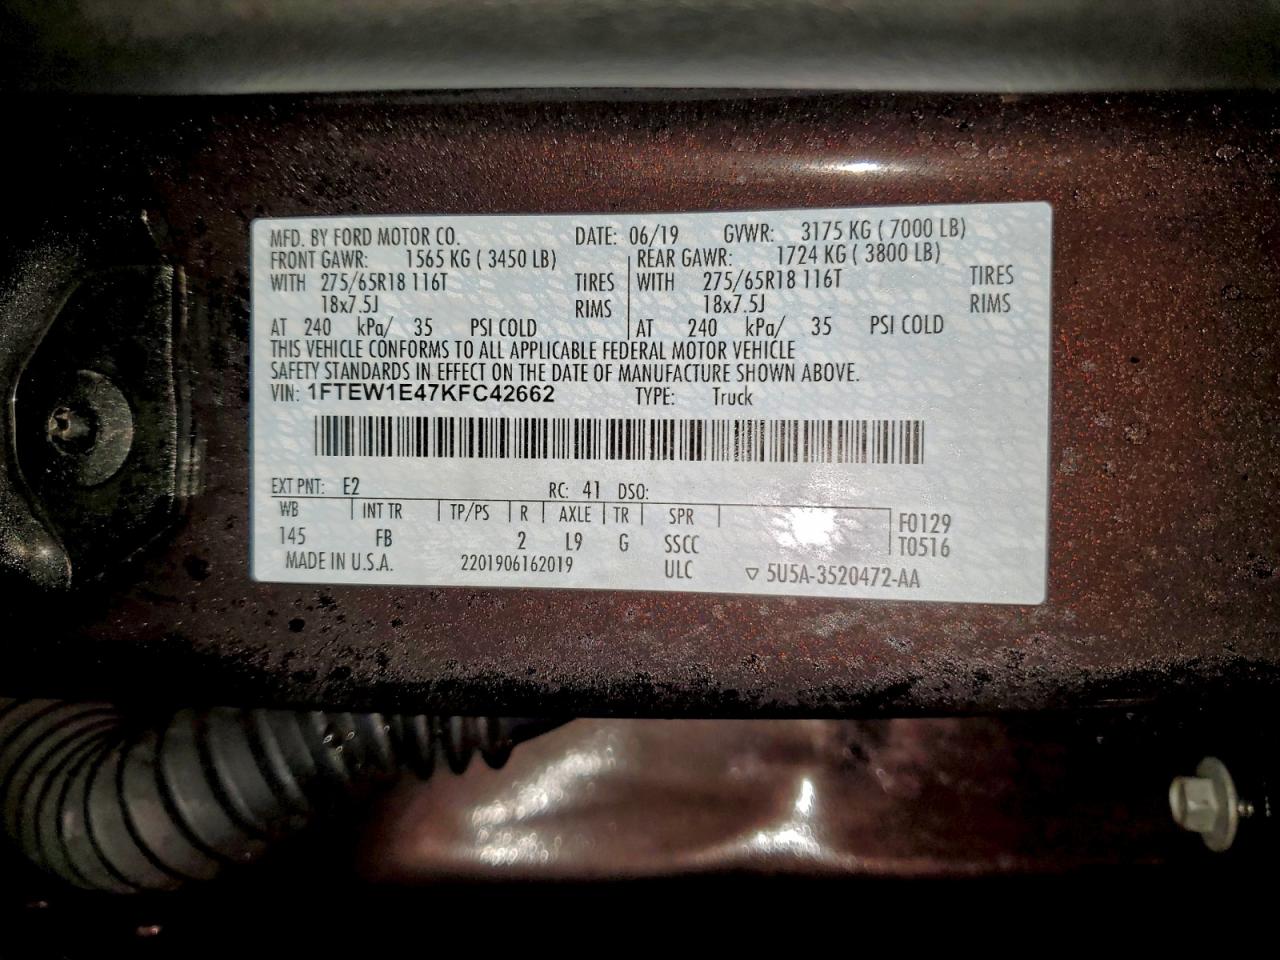 MFD. BY FORD MOTOR CO. DATE: 06/19 GVWR: 3175 KG ( 7000 LB)
FRONT GAWR: 1565 KG ( 3450 LB) REAR GAWR: 1724 KG ( 3800 LB)
WITH 275/65R18 116T TIRES WITH 275/65R18 116T TIRES
18x7.5J RIMS 18x7.5J RIMS
AT 240 kPa/ 35 PSI COLD AT 240 kPa/ 35 PSI COLD
THIS VEHICLE CONFORMS TO ALL APPLICABLE FEDERAL MOTOR VEHICLE
SAFETY STANDARDS IN EFFECT ON THE DATE OF MANUFACTURE SHOWN ABOVE.
VIN: 1FTEW1E47KFC42662 TYPE: Truck
EXT PNT: E2 RC: 41 DSO:
WB INT TR TP/PS R AXLE TR SPR F0129
145 FB 2 L9 G SSCC T0516
MADE IN U.S.A. 2201906162019 ULC ▽ 5U5A-3520472-AA